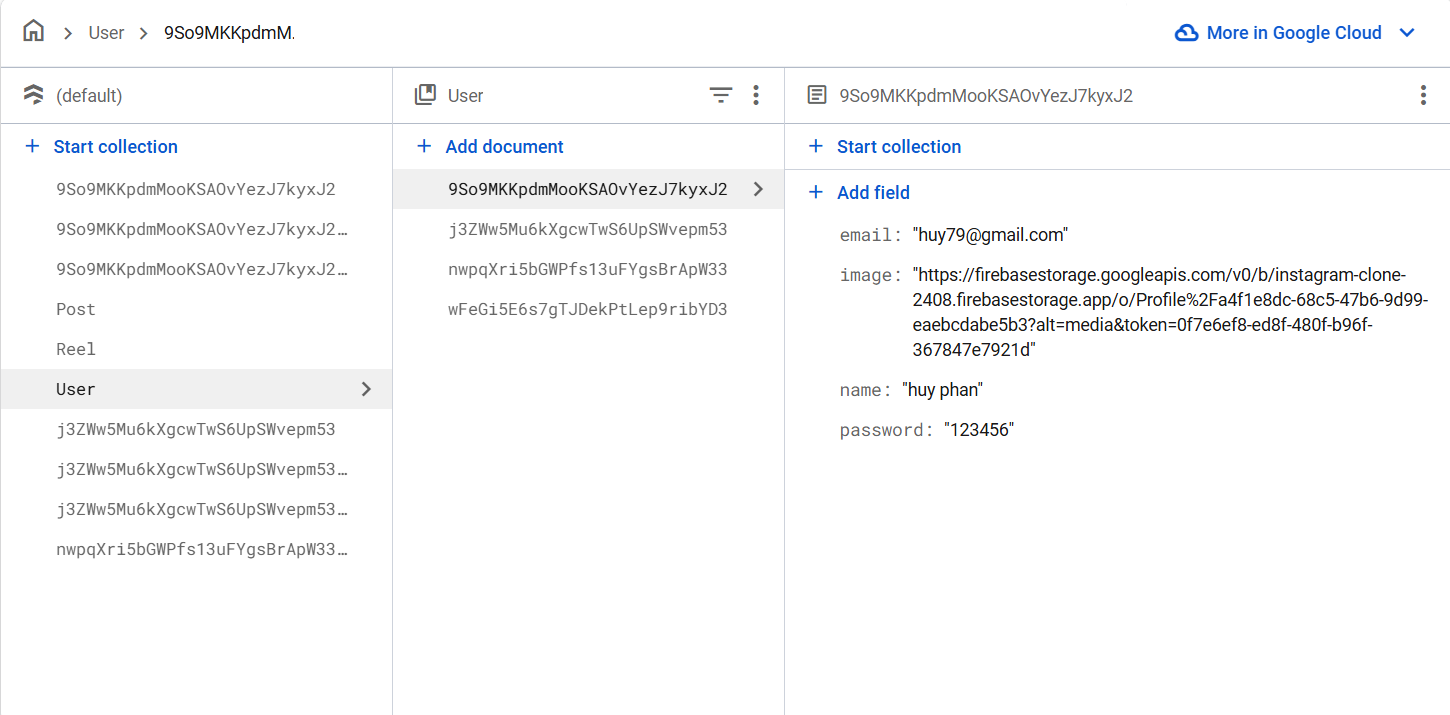 User
9So9MKKpdmM.
More in Google Cloud
(default)
Start collection
9So9MKKpdmMooKSAOvYezJ7kyxJ2
9So9MKKpdmMooKSAOvYezJ7kyxJ2…
9So9MKKpdmMooKSAOvYezJ7kyxJ2…
Post
Reel
User
j3ZWw5Mu6kXgcwTwS6UpSWvepm53
j3ZWw5Mu6kXgcwTwS6UpSWvepm53…
j3ZWw5Mu6kXgcwTwS6UpSWvepm53…
nwpqXri5bGWPfs13uFYgsBrApW33…
User
Add document
9So9MKKpdmMooKSAOvYezJ7kyxJ2
j3ZWw5Mu6kXgcwTwS6UpSWvepm53
nwpqXri5bGWPfs13uFYgsBrApW33
wFeGi5E6s7gTJDekPtLep9ribYD3
9So9MKKpdmMooKSAOvYezJ7kyxJ2
Start collection
Add field
email: "huy79@gmail.com"
image: "https://firebasestorage.googleapis.com/v0/b/instagram-clone-
2408.firebasestorage.app/o/Profile%2Fa4f1e8dc-68c5-47b6-9d99-
eaebcdabe5b3?alt=media&token=0f7e6ef8-ed8f-480f-b96f-
367847e7921d"
name: "huy phan"
password: "123456"